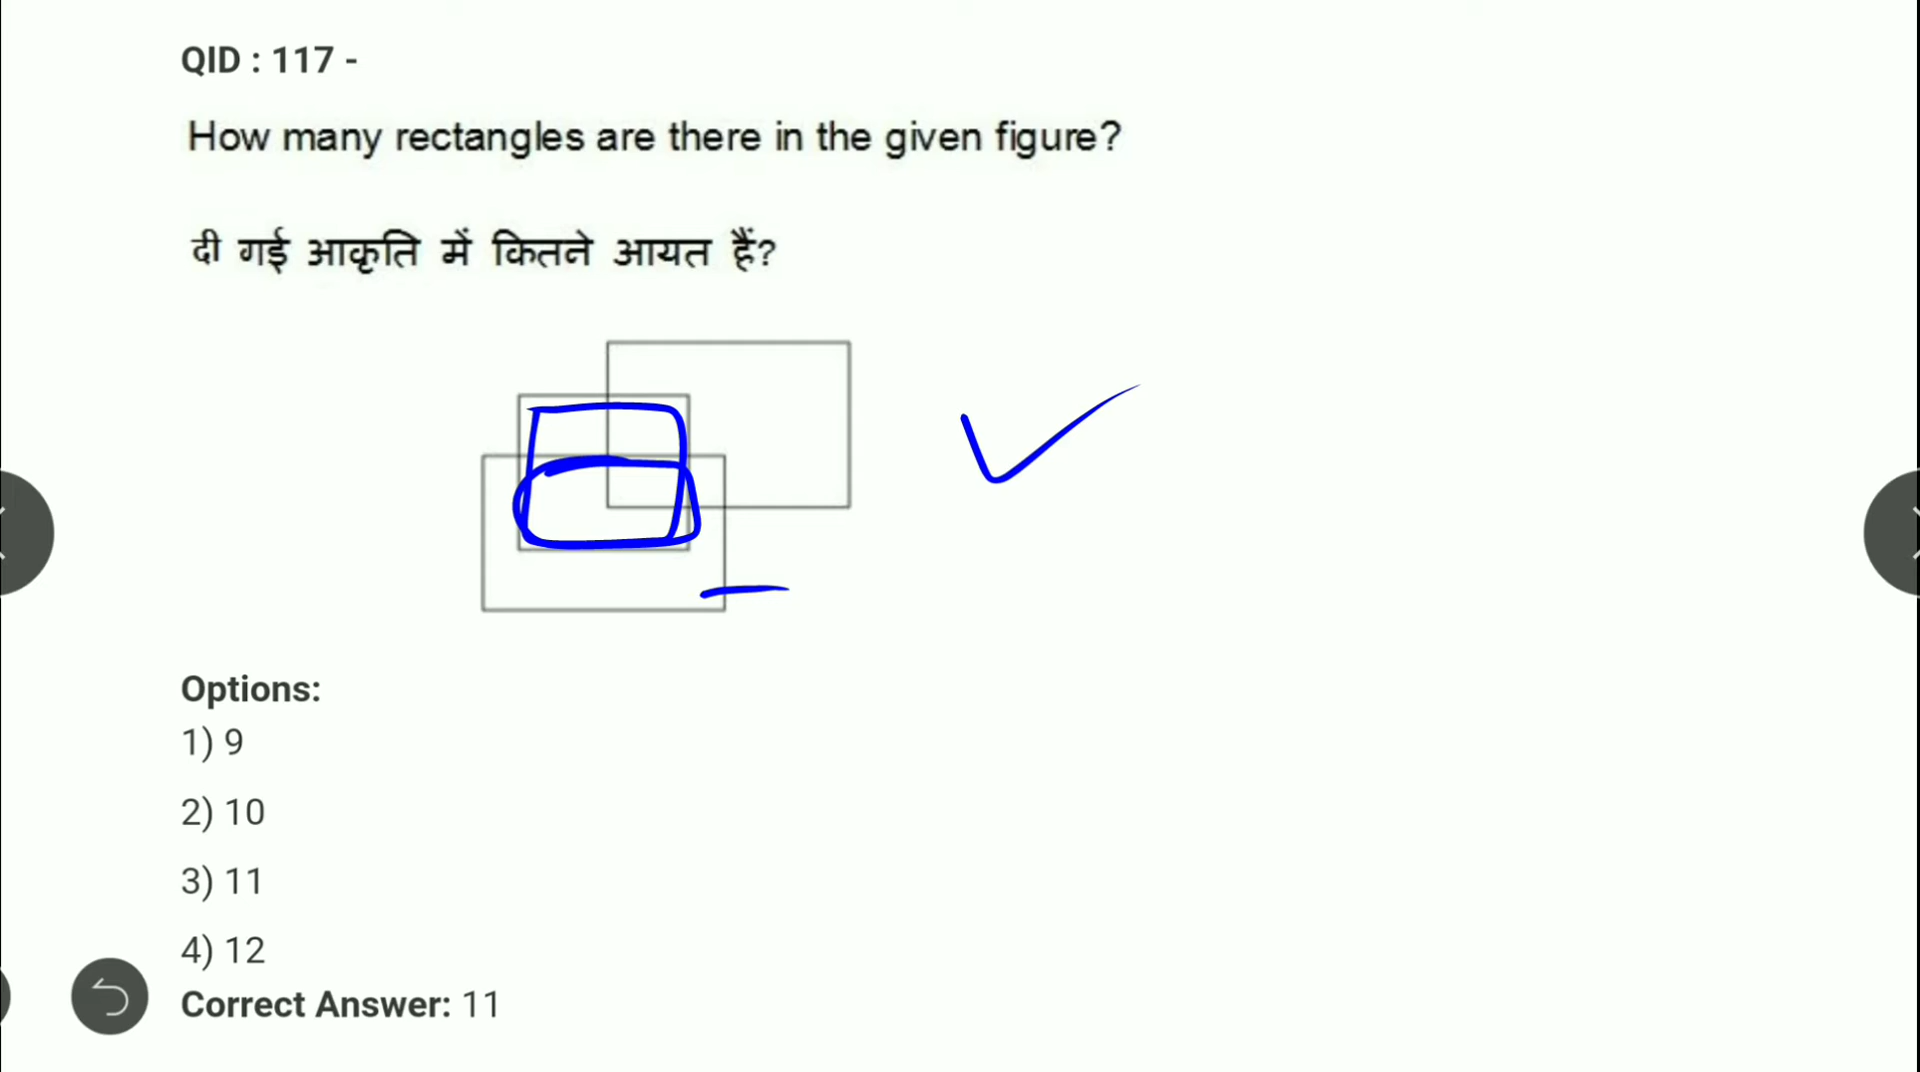 QID : 117 -
How many rectangles are there in the given figure?
दी गई आकृति में कितने आयत हैं?
Options:
1) 9
2) 10
3) 11
4) 12
Correct Answer: 11